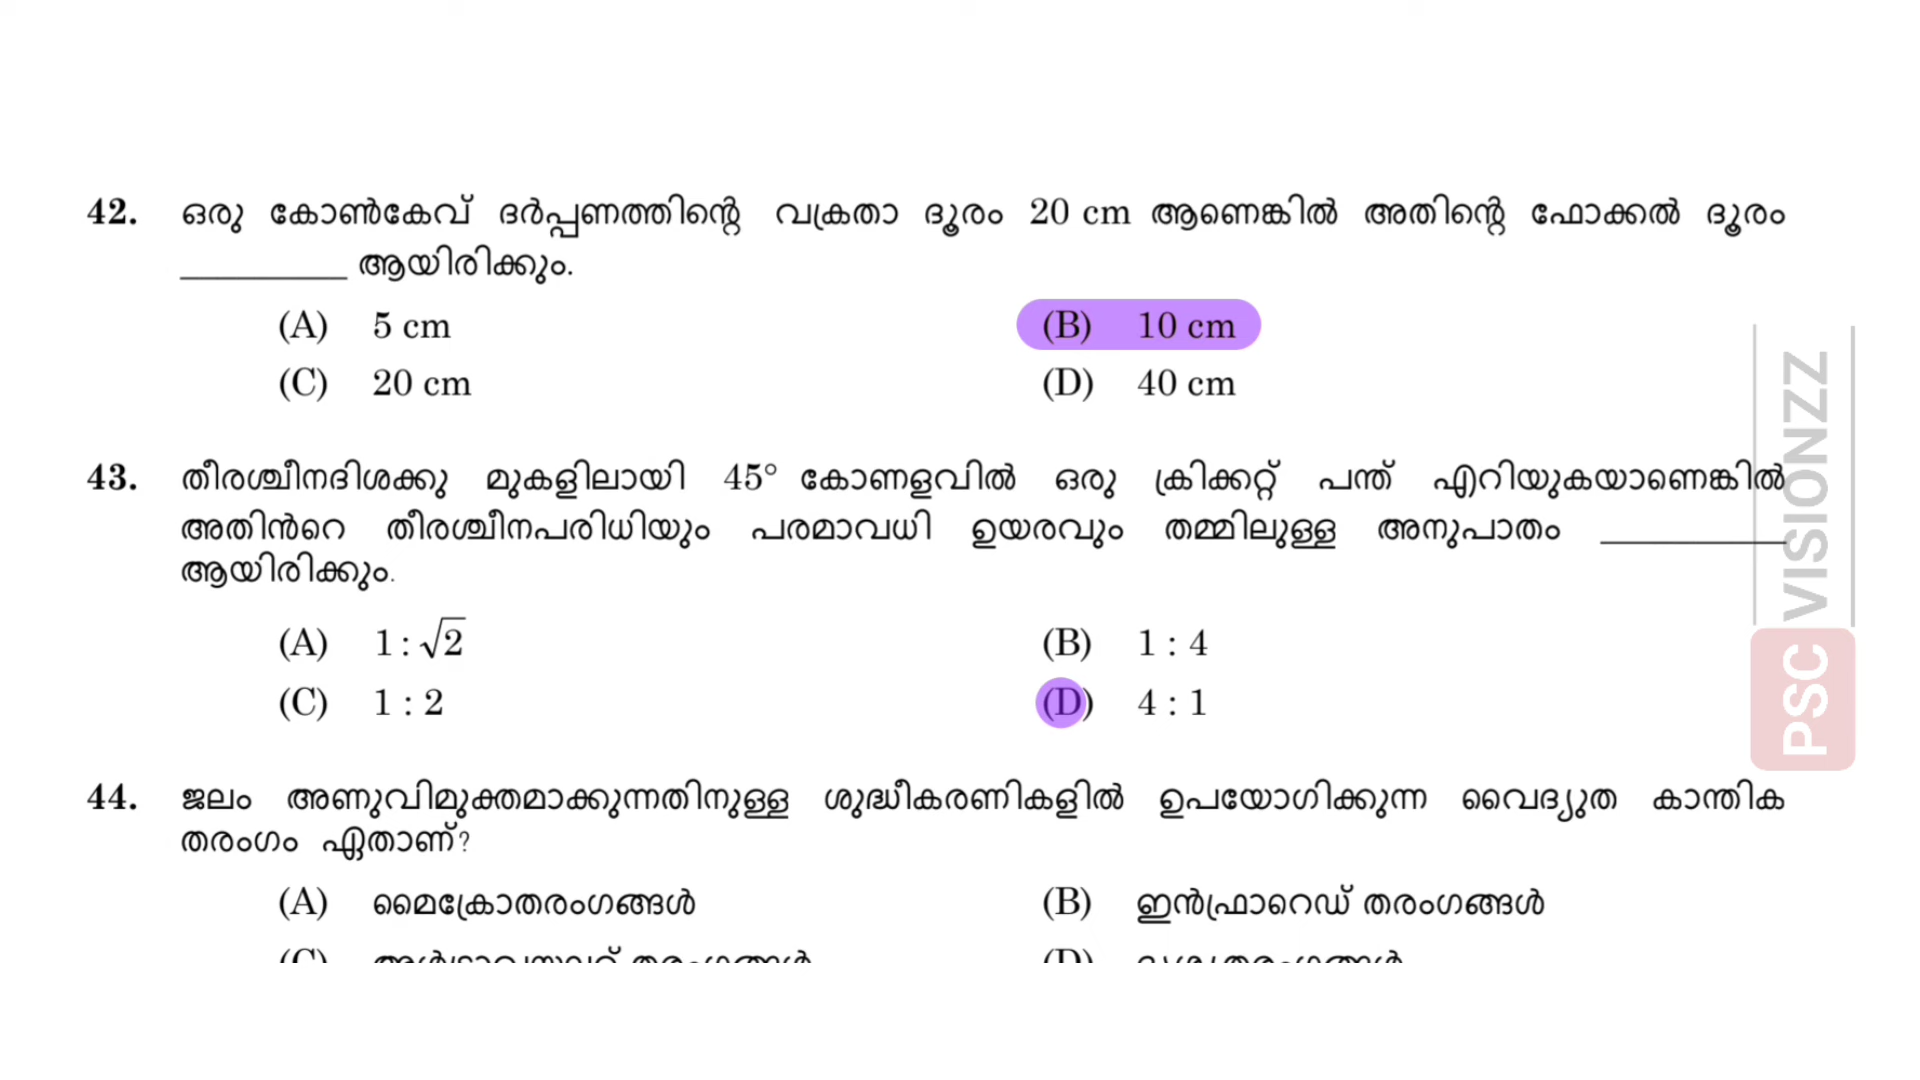 42. ഒരു കോൺകേവ് ദർപ്പണത്തിന്റെ വക്രതാ ദൂരം 20 cm ആണെങ്കിൽ അതിന്റെ ഫോക്കൽ ദൂരം
__________ ആയിരിക്കും.
(A) 5 cm (B) 10 cm
(C) 20 cm (D) 40 cm
43. തീരശ്ചീനദിശക്കു മുകളിലായി 45° കോണളവിൽ ഒരു ക്രിക്കറ്റ് പന്ത് എറിയുകയാണെങ്കിൽ
അതിൻറെ തീരശ്ചീനപരിധിയും പരമാവധി ഉയരവും തമ്മിലുള്ള അനുപാതം __________
ആയിരിക്കും.
(A) 1 : √2 (B) 1 : 4
(C) 1 : 2 (D) 4 : 1
44. ജലം അണുവിമുക്തമാക്കുന്നതിനുള്ള ശുദ്ധീകരണികളിൽ ഉപയോഗിക്കുന്ന വൈദ്യുത കാന്തിക
തരംഗം ഏതാണ്?
(A) മൈക്രോതരംഗങ്ങൾ (B) ഇൻഫ്രാറെഡ് തരംഗങ്ങൾ
(C) (D)
PSC VISIONZZ